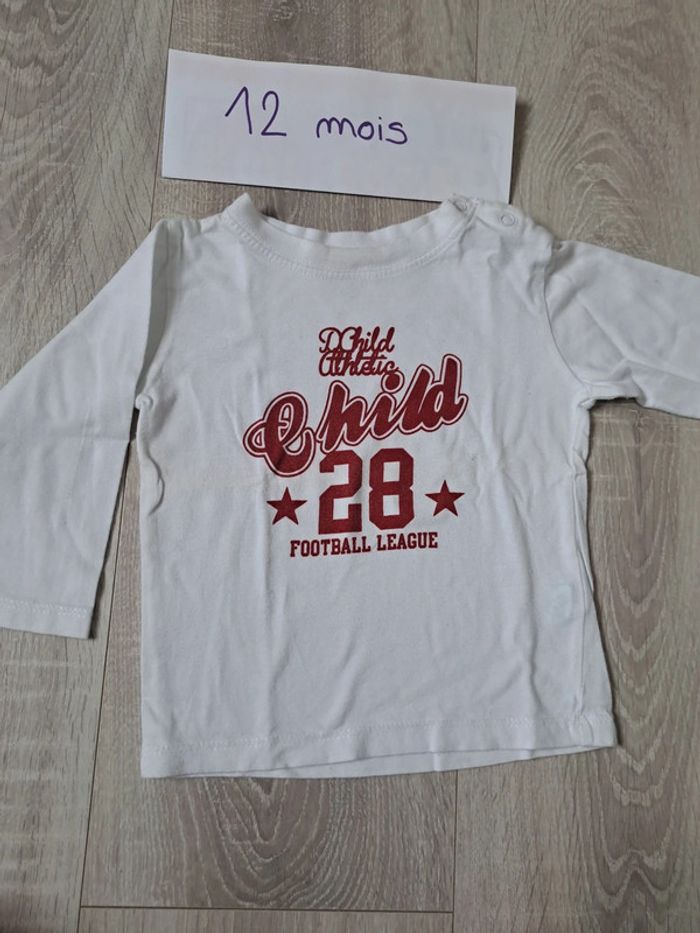 12 mois
DChild
Athletic
Child
28
FOOTBALL LEAGUE